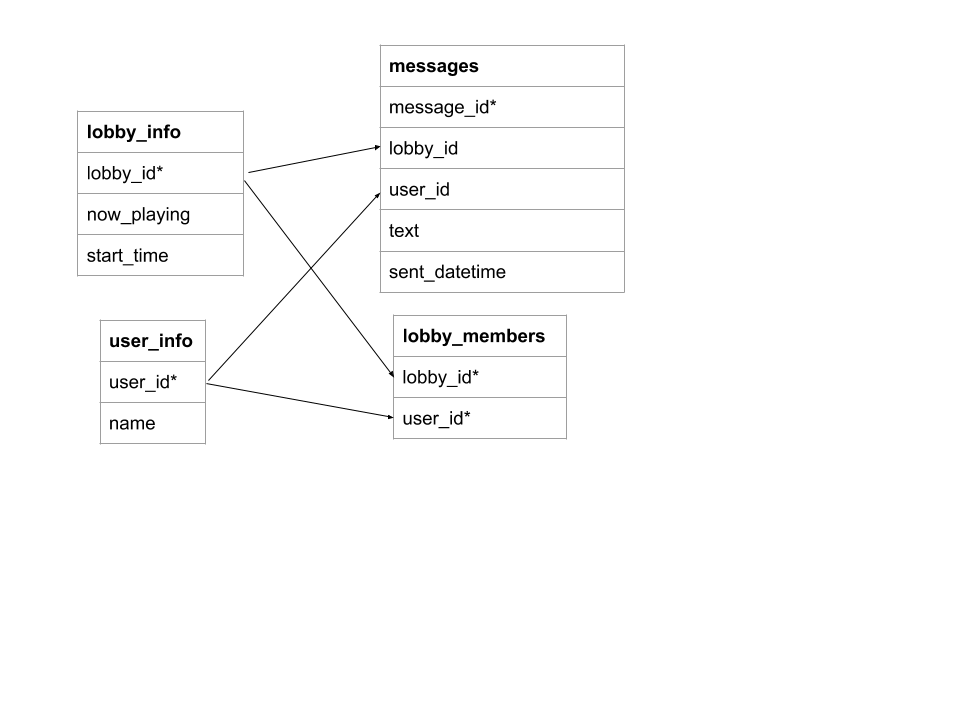 lobby_info
lobby_id*
now_playing
start_time
messages
message_id*
lobby_id
user_id
text
sent_datetime
user_info
user_id*
name
lobby_members
lobby_id*
user_id*